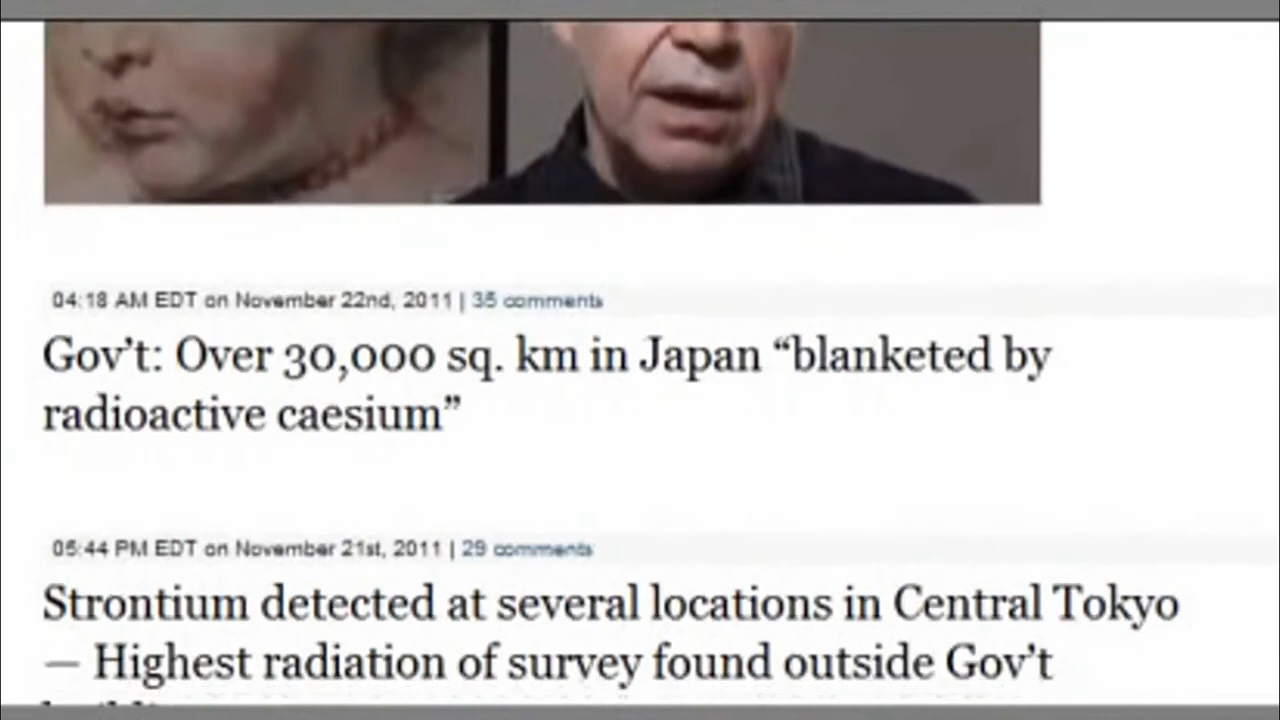 04:18 AM EDT on November 22nd, 2011 | 35 comments
Gov't: Over 30,000 sq. km in Japan “blanketed by
radioactive caesium”
05:44 PM EDT on November 21st, 2011 | 29 comments
Strontium detected at several locations in Central Tokyo
— Highest radiation of survey found outside Gov't